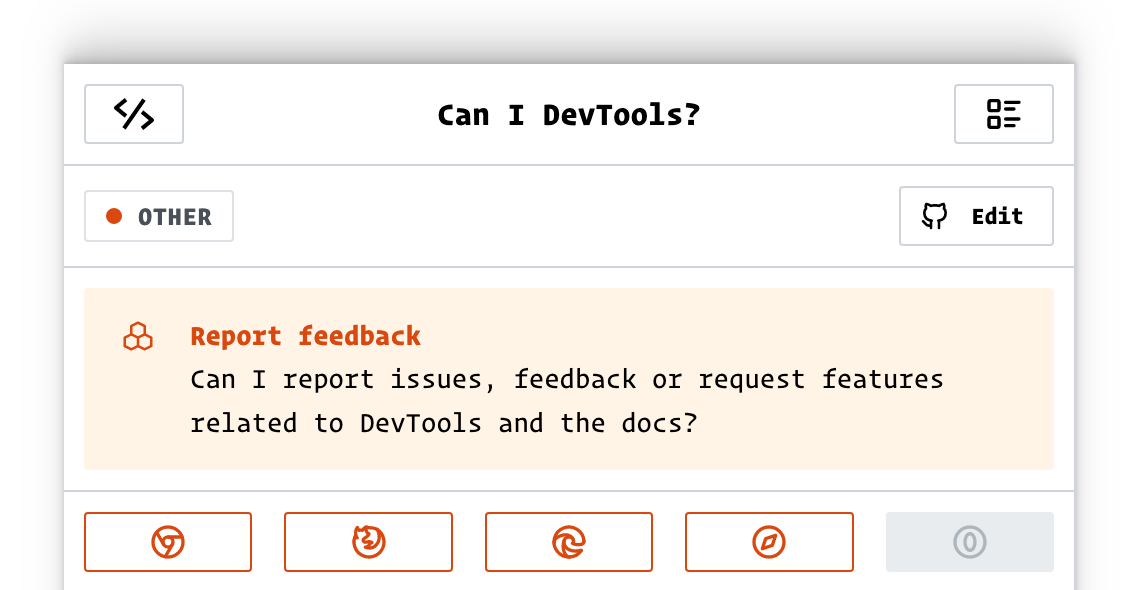 Can I DevTools?
OTHER
Edit
Report feedback
Can I report issues, feedback or request features
related to DevTools and the docs?